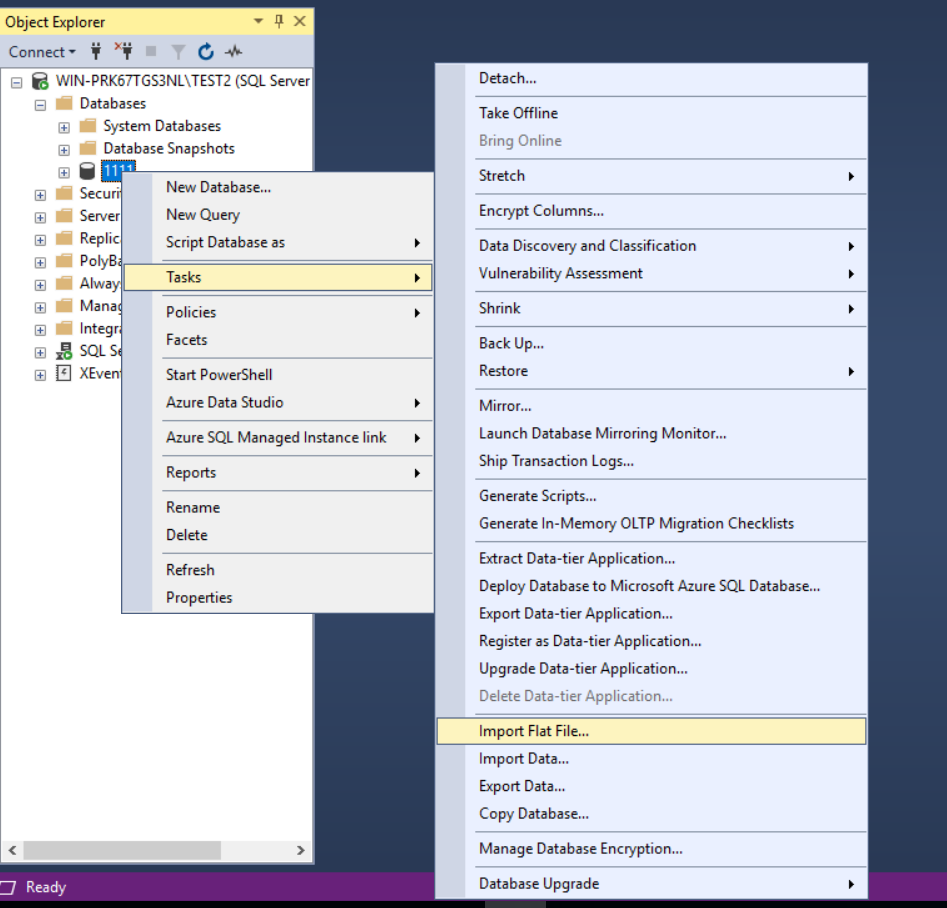 Object Explorer
Connect
WIN-PRK67TGS3NL\TEST2 (SQL Server
Databases
System Databases
Database Snapshots
1111
Securi
Server
Replic
PolyBa
Always
Manag
Integra
SQL Se
XEvent
New Database...
New Query
Script Database as
Tasks
Policies
Facets
Start PowerShell
Azure Data Studio
Azure SQL Managed Instance link
Reports
Rename
Delete
Refresh
Properties
Detach...
Take Offline
Bring Online
Stretch
Encrypt Columns...
Data Discovery and Classification
Vulnerability Assessment
Shrink
Back Up...
Restore
Mirror...
Launch Database Mirroring Monitor...
Ship Transaction Logs...
Generate Scripts...
Generate In-Memory OLTP Migration Checklists
Extract Data-tier Application...
Deploy Database to Microsoft Azure SQL Database...
Export Data-tier Application...
Register as Data-tier Application...
Upgrade Data-tier Application...
Delete Data-tier Application...
Import Flat File...
Import Data...
Export Data...
Copy Database...
Manage Database Encryption...
Database Upgrade
Ready